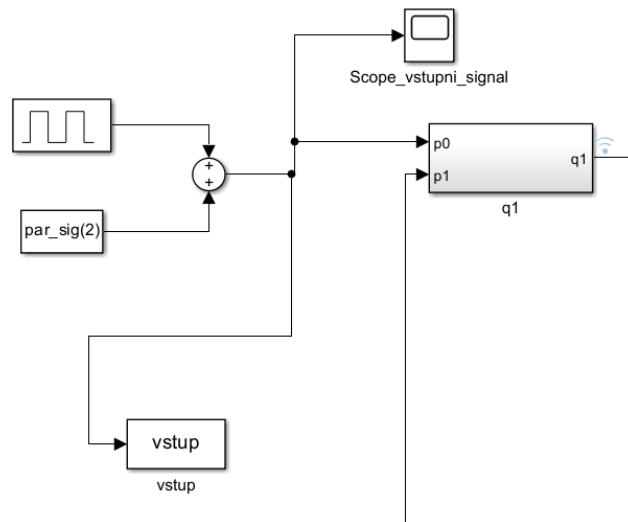 Scope_vstupni_signal
+
+
p0
p1
q1
q1
par_sig(2)
vstup
vstup